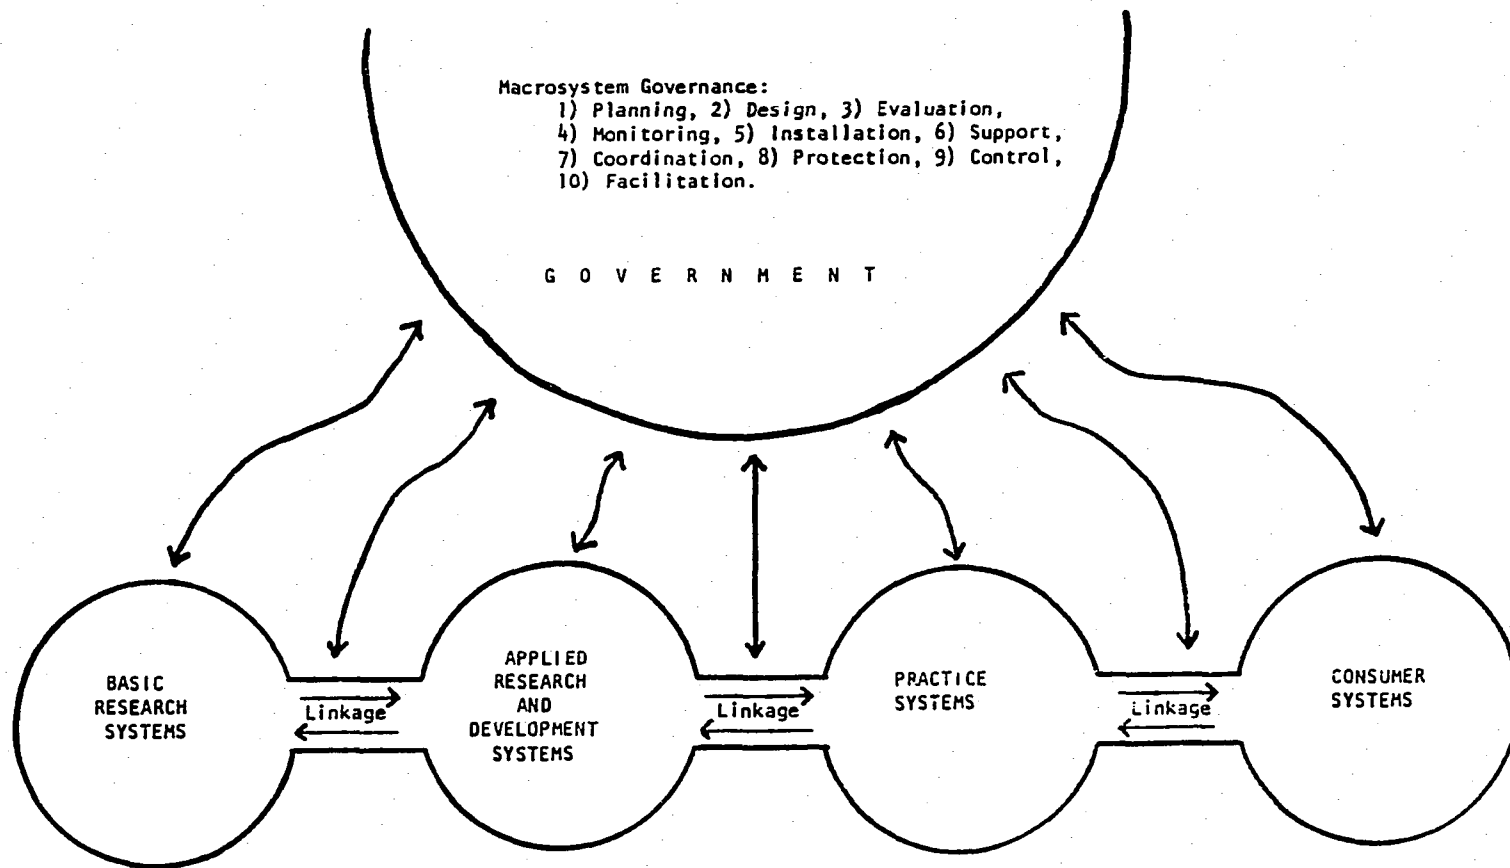 Macrosystem Governance:
1) Planning, 2) Design, 3) Evaluation,
4) Monitoring, 5) Installation, 6) Support,
7) Coordination, 8) Protection, 9) Control,
10) Facilitation.
G O V E R N M E N T
BASIC
RESEARCH
SYSTEMS
Linkage
APPLIED
RESEARCH
AND
DEVELOPMENT
SYSTEMS
Linkage
PRACTICE
SYSTEMS
Linkage
CONSUMER
SYSTEMS